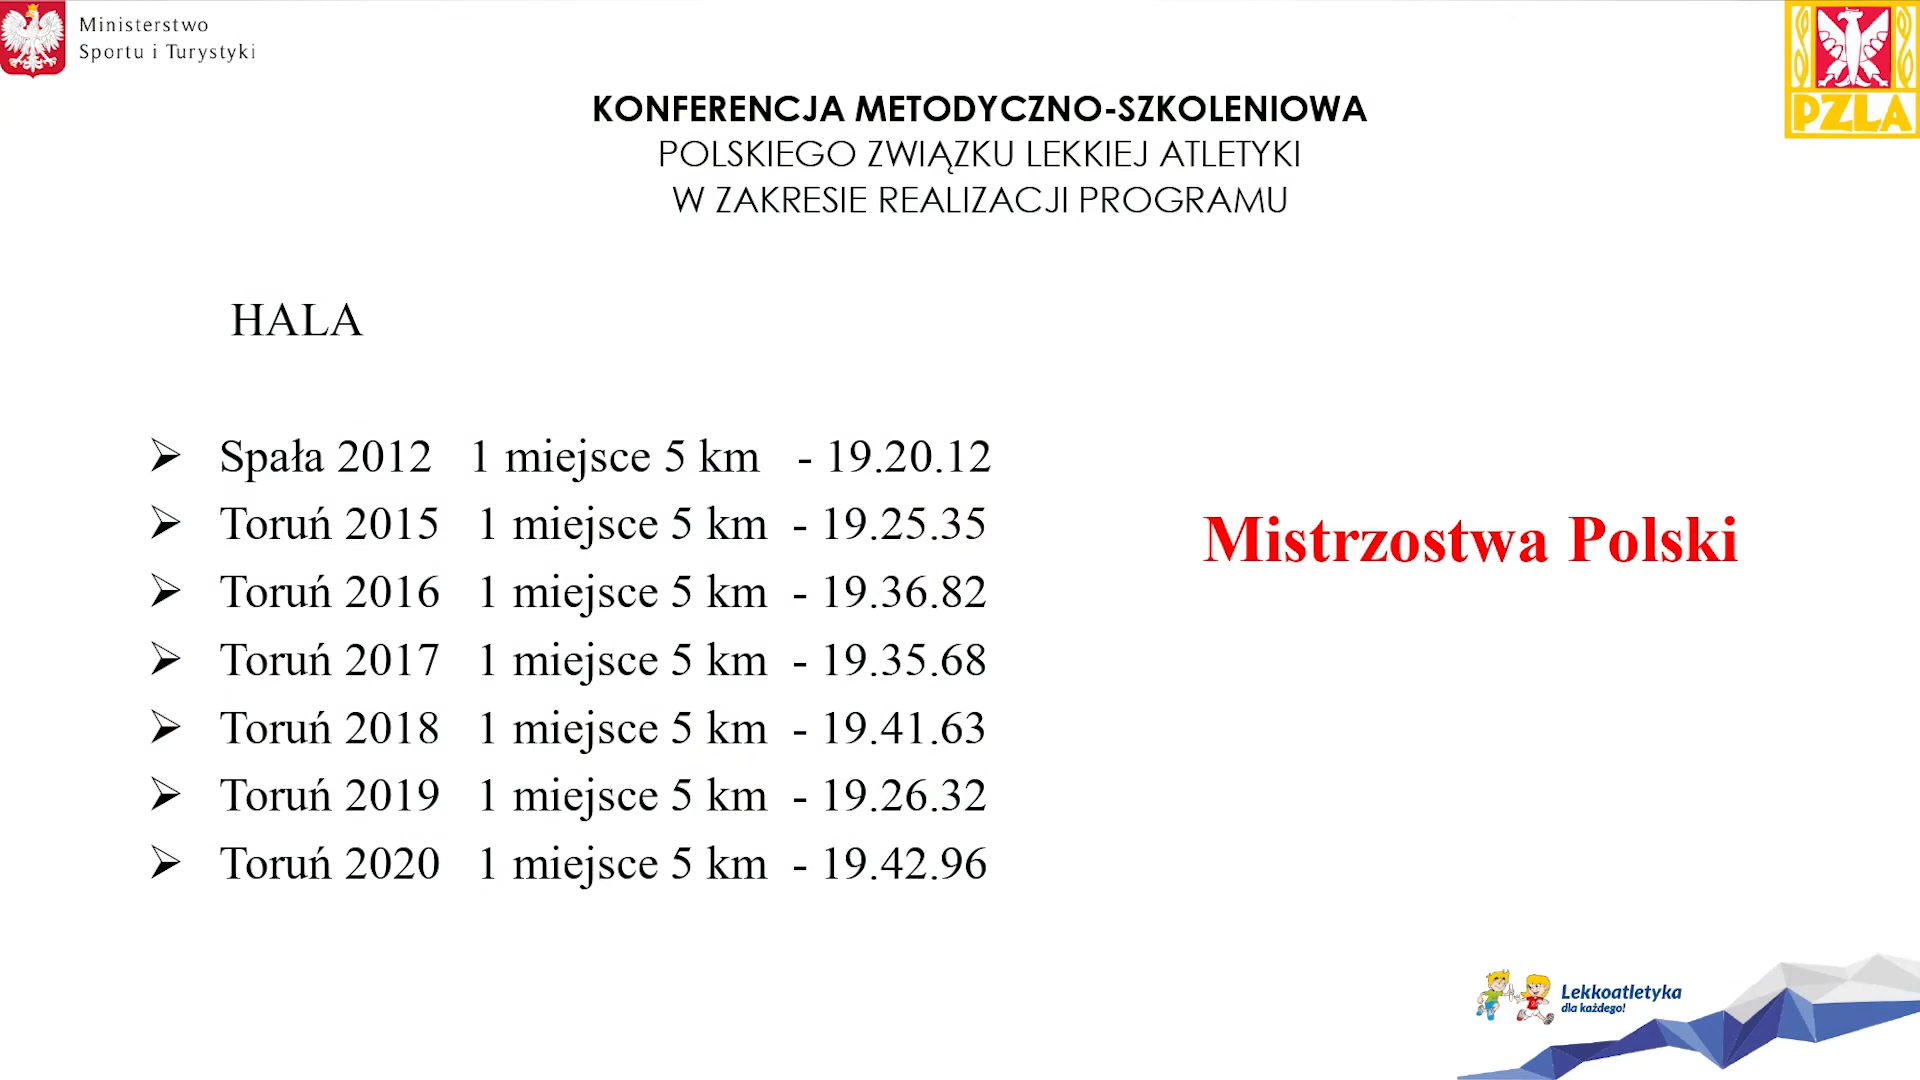 Ministerstwo
Sportu i Turystyki
PZLA
KONFERENCJA METODYCZNO-SZKOLENIOWA
POLSKIEGO ZWIĄZKU LEKKIEJ ATLETYKI
W ZAKRESIE REALIZACJI PROGRAMU
HALA
➢ Spała 2012 1 miejsce 5 km - 19.20.12
➢ Toruń 2015 1 miejsce 5 km - 19.25.35
➢ Toruń 2016 1 miejsce 5 km - 19.36.82
➢ Toruń 2017 1 miejsce 5 km - 19.35.68
➢ Toruń 2018 1 miejsce 5 km - 19.41.63
➢ Toruń 2019 1 miejsce 5 km - 19.26.32
➢ Toruń 2020 1 miejsce 5 km - 19.42.96
Mistrzostwa Polski
Lekkoatletyka
dla każdego!